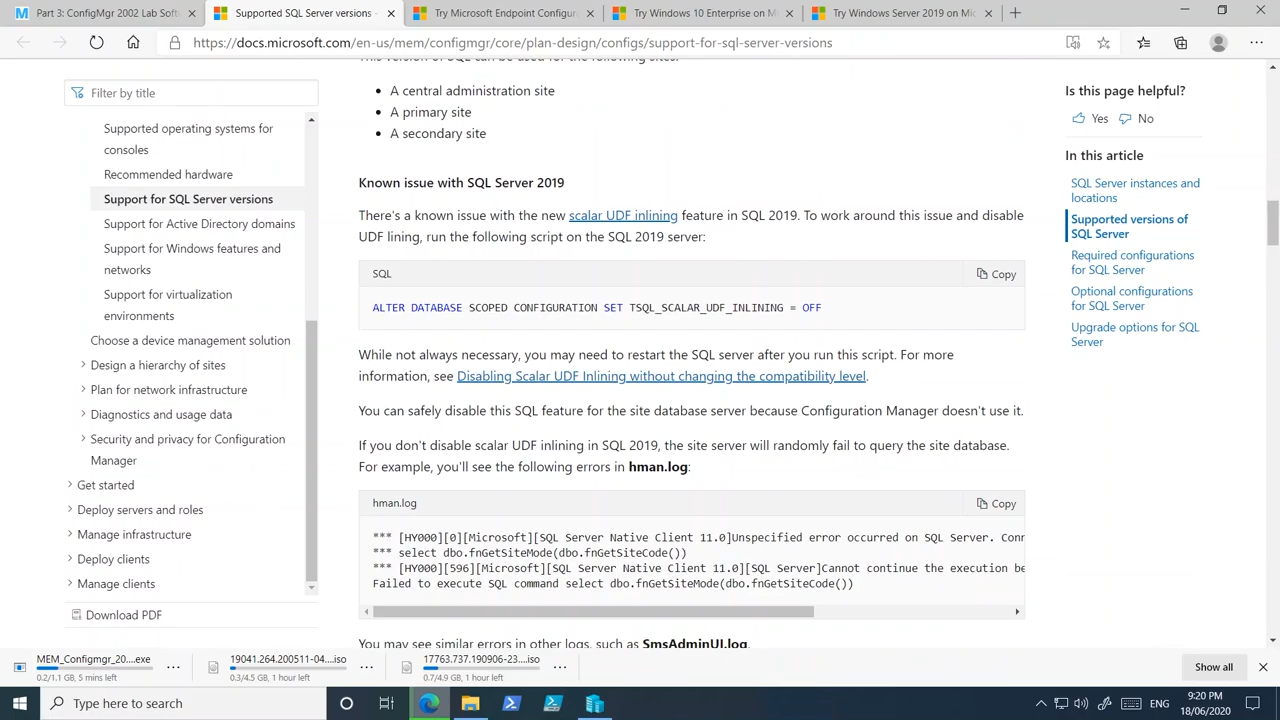 Part 3: ConfigMgr 2002 Lab Softw
Supported SQL Server versions -
Try Microsoft Endpoint Configur
Try Windows 10 Enterprise on M
Try Windows Server 2019 on Mic
https://docs.microsoft.com/en-us/mem/configmgr/core/plan-design/configs/support-for-sql-server-versions
Filter by title
Supported operating systems for
consoles
Recommended hardware
Support for SQL Server versions
Support for Active Directory domains
Support for Windows features and
networks
Support for virtualization
environments
Choose a device management solution
Design a hierarchy of sites
Plan for network infrastructure
Diagnostics and usage data
Security and privacy for Configuration
Manager
Get started
Deploy servers and roles
Manage infrastructure
Deploy clients
Manage clients
Download PDF
This version of SQL can be used for the following sites:
• A central administration site
• A primary site
• A secondary site
Known issue with SQL Server 2019
There's a known issue with the new scalar UDF inlining feature in SQL 2019. To work around this issue and disable
UDF lining, run the following script on the SQL 2019 server:
SQL
Copy
ALTER DATABASE SCOPED CONFIGURATION SET TSQL_SCALAR_UDF_INLINING = OFF
While not always necessary, you may need to restart the SQL server after you run this script. For more
information, see Disabling Scalar UDF Inlining without changing the compatibility level.
You can safely disable this SQL feature for the site database server because Configuration Manager doesn't use it.
If you don't disable scalar UDF inlining in SQL 2019, the site server will randomly fail to query the site database.
For example, you'll see the following errors in hman.log:
hman.log
Copy
*** [HY000][0][Microsoft][SQL Server Native Client 11.0]Unspecified error occurred on SQL Server. Conn
*** select dbo.fnGetSiteMode(dbo.fnGetSiteCode())
*** [HY000][596][Microsoft][SQL Server Native Client 11.0][SQL Server]Cannot continue the execution be
Failed to execute SQL command select dbo.fnGetSiteMode(dbo.fnGetSiteCode())
You may see similar errors in other logs, such as SmsAdminUI.log.
Is this page helpful?
Yes
No
In this article
SQL Server instances and
locations
Supported versions of
SQL Server
Required configurations
for SQL Server
Optional configurations
for SQL Server
Upgrade options for SQL
Server
MEM_Configmgr_20....exe
0.2/1.1 GB, 5 mins left
19041.264.200511-04....iso
0.3/4.5 GB, 1 hour left
17763.737.190906-23....iso
0.7/4.9 GB, 1 hour left
Show all
Type here to search
ENG
9:20 PM
18/06/2020